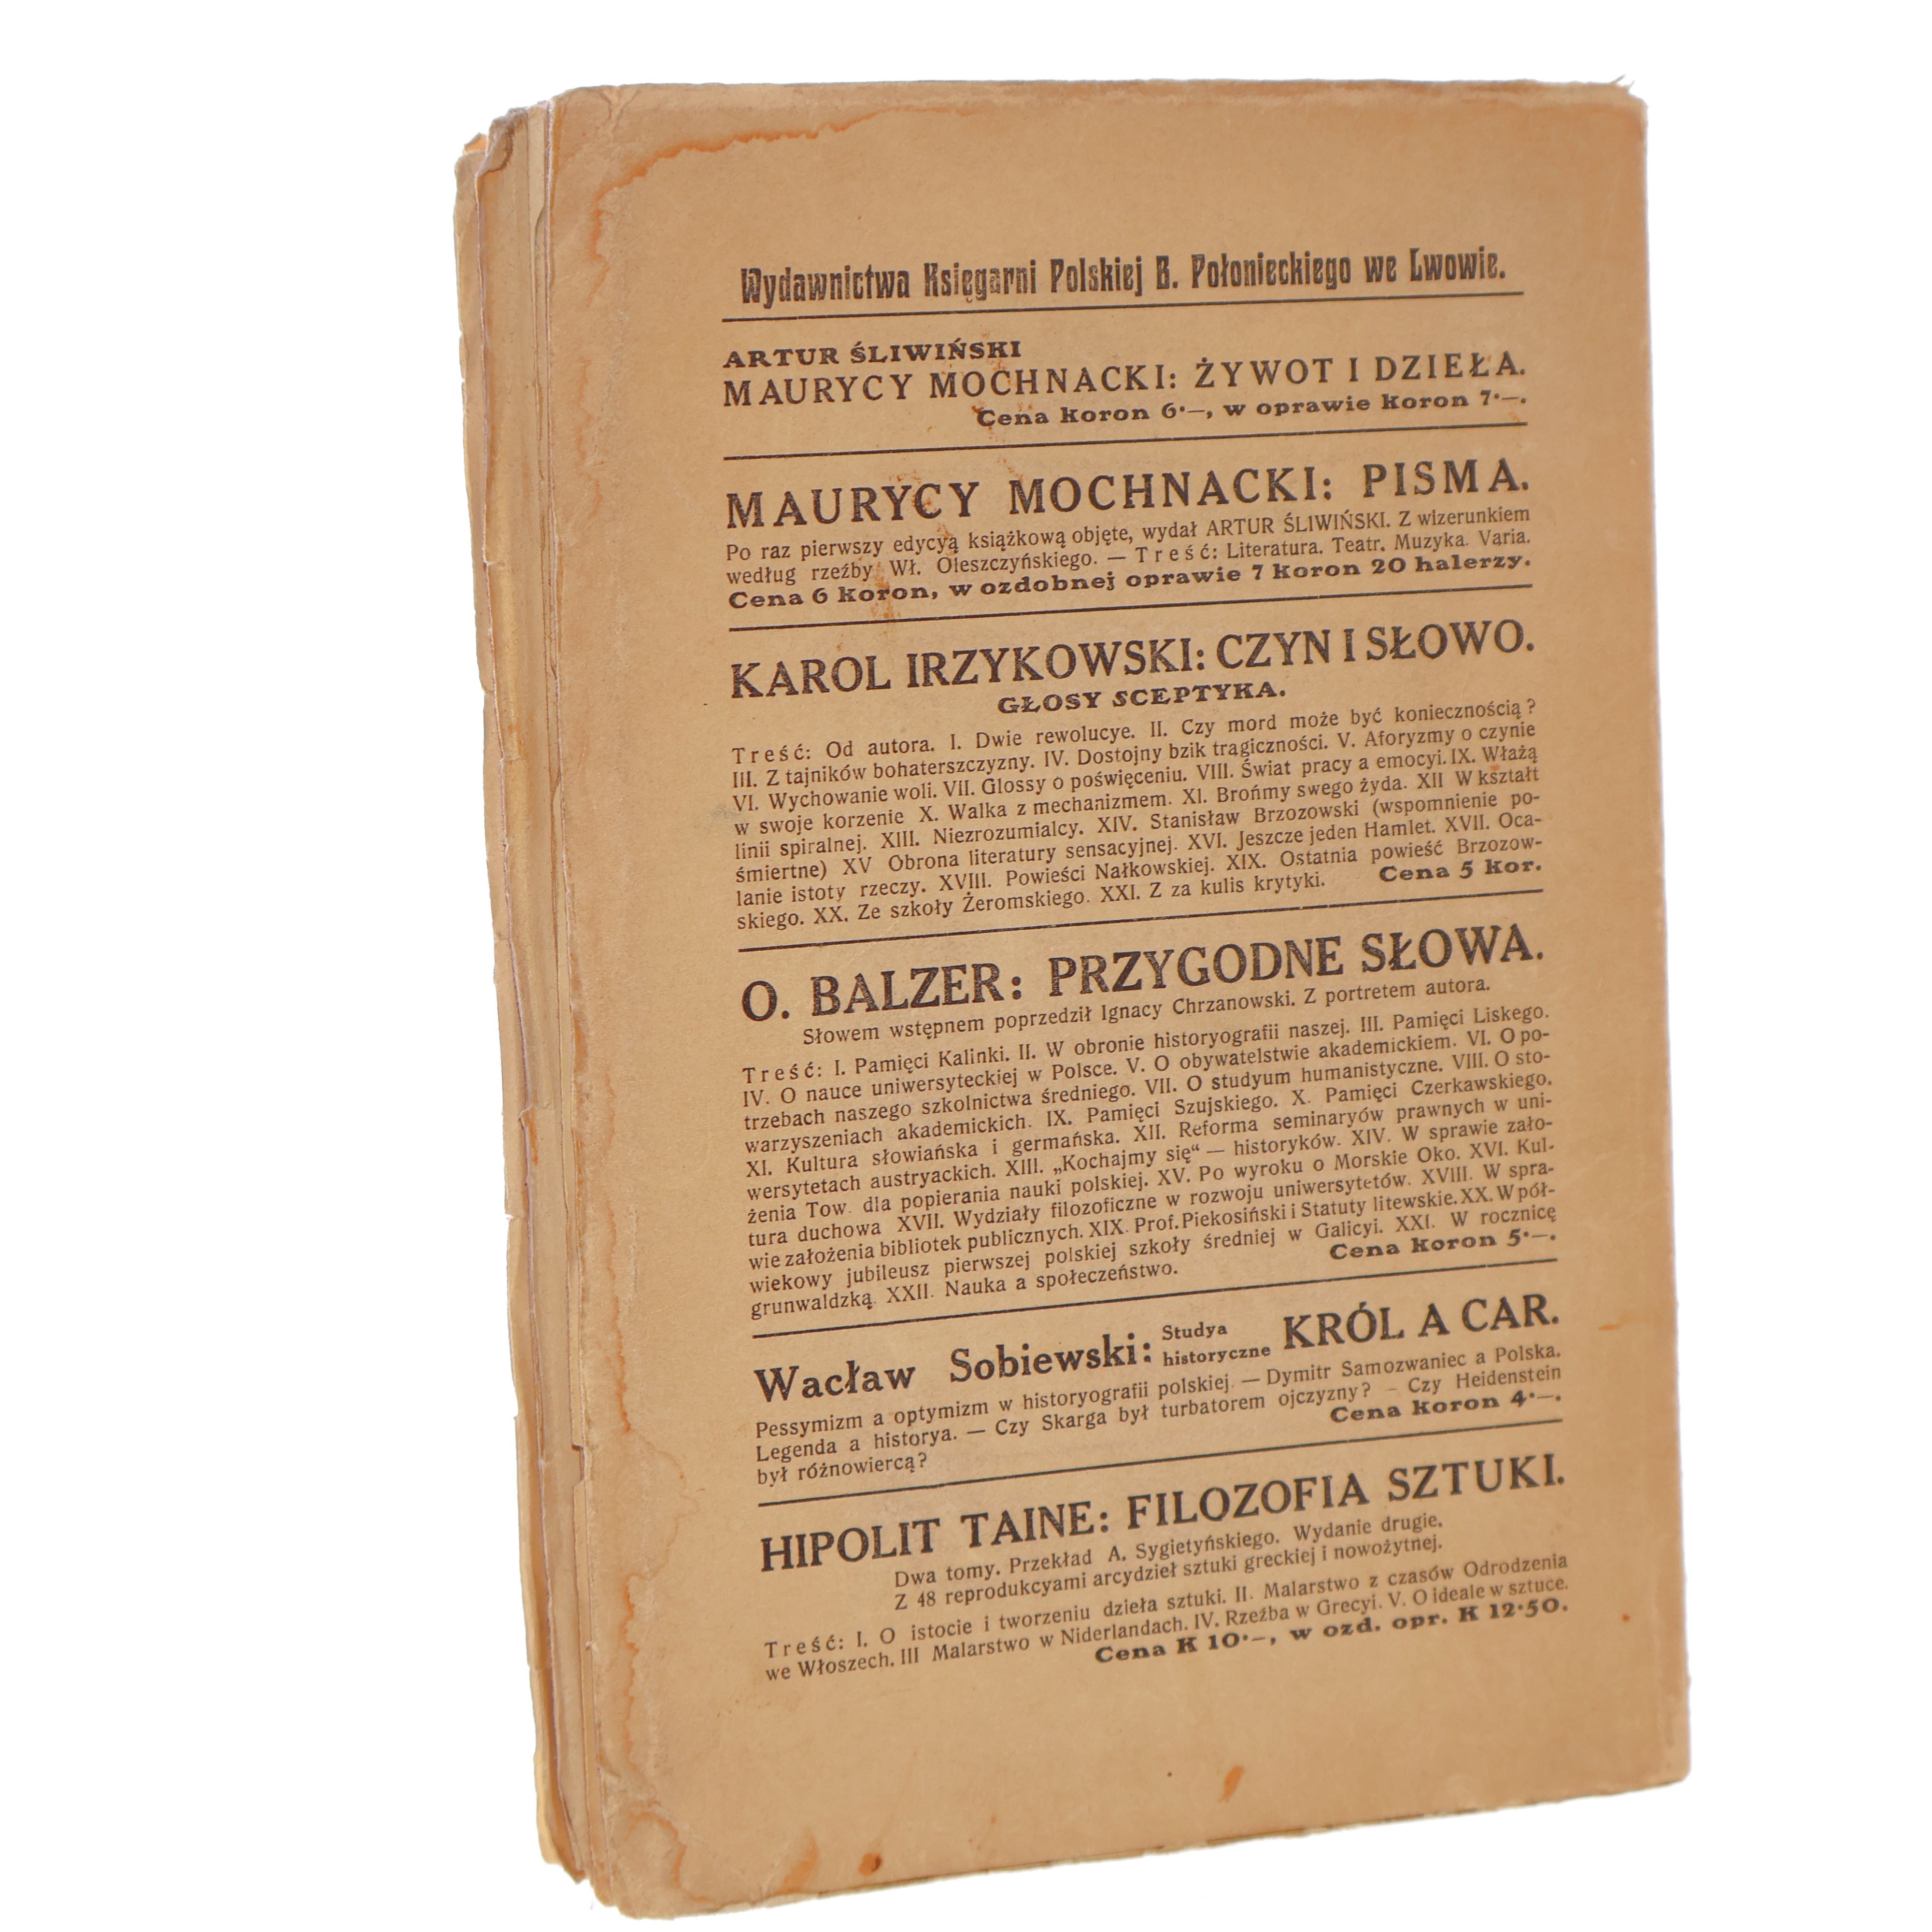 Wydawnictwa Księgarni Polskiej B. Połonieckiego we Lwowie.
ARTUR ŚLIWIŃSKI
MAURYCY MOCHNACKI: ŻYWOT I DZIEŁA.
Cena koron 6·—, w oprawie koron 7·—.
MAURYCY MOCHNACKI: PISMA.
Po raz pierwszy edycyą książkową objęte, wydał ARTUR ŚLIWIŃSKI. Z wizerunkiem
według rzeźby Wł. Oleszczyńskiego. — Treść: Literatura. Teatr. Muzyka. Varia.
Cena 6 koron, w ozdobnej oprawie 7 koron 20 halerzy.
KAROL IRZYKOWSKI: CZYN I SŁOWO.
GŁOSY SCEPTYKA.
Treść: Od autora. I. Dwie rewolucye. II. Czy mord może być koniecznością?
III. Z tajników bohaterszczyzny. IV. Dostojny bzik tragiczności. V. Aforyzmy o czynie
VI. Wychowanie woli. VII. Glossy o poświęceniu. VIII. Świat pracy a emocyi. IX. Włażą
w swoje korzenie X. Walka z mechanizmem. XI. Brońmy swego żyda. XII W kształt
linii spiralnej. XIII. Niezrozumialcy. XIV. Stanisław Brzozowski (wspomnienie po-
śmiertne) XV Obrona literatury sensacyjnej. XVI. Jeszcze jeden Hamlet. XVII. Oca-
lanie istoty rzeczy. XVIII. Powieści Nałkowskiej. XIX. Ostatnia powieść Brzozow-
skiego. XX. Ze szkoły Żeromskiego. XXI. Z za kulis krytyki. Cena 5 kor.
O. BALZER: PRZYGODNE SŁOWA.
Słowem wstępnem poprzedził Ignacy Chrzanowski. Z portretem autora.
Treść: I. Pamięci Kalinki. II. W obronie historyografii naszej. III. Pamięci Liskego.
IV. O nauce uniwersyteckiej w Polsce. V. O obywatelstwie akademickiem. VI. O po-
trzebach naszego szkolnictwa średniego. VII. O studyum humanistyczne. VIII. O sto-
warzyszeniach akademickich. IX. Pamięci Szujskiego. X. Pamięci Czerkawskiego.
XI. Kultura słowiańska i germańska. XII. Reforma seminaryów prawnych w uni-
wersytetach austryackich. XIII. „Kochajmy się“ — historyków. XIV. W sprawie zało-
żenia Tow. dla popierania nauki polskiej. XV. Po wyroku o Morskie Oko. XVI. Kul-
tura duchowa XVII. Wydziały filozoficzne w rozwoju uniwersytetów. XVIII. W spra-
wie założenia bibliotek publicznych. XIX. Prof. Piekosiński i Statuty litewskie. XX. W pół-
wiekowy jubileusz pierwszej polskiej szkoły średniej w Galicyi. XXI. W rocznicę
grunwaldzką. XXII. Nauka a społeczeństwo. Cena koron 5·—.
Wacław Sobiewski: Studya historyczne KRÓL A CAR.
Pessymizm a optymizm w historyografii polskiej. — Dymitr Samozwaniec a Polska.
Legenda a historya. — Czy Skarga był turbatorem ojczyzny? — Czy Heidenstein
był różnowiercą? Cena koron 4·—.
HIPOLIT TAINE: FILOZOFIA SZTUKI.
Dwa tomy. Przekład A. Sygietyńskiego. Wydanie drugie.
Z 48 reprodukcyami arcydzieł sztuki greckiej i nowożytnej.
Treść: I. O istocie i tworzeniu dzieła sztuki. II. Malarstwo z czasów Odrodzenia
we Włoszech. III Malarstwo w Niderlandach. IV. Rzeźba w Grecyi. V. O ideale w sztuce.
Cena K 10·—, w ozd. opr. K 12·50.